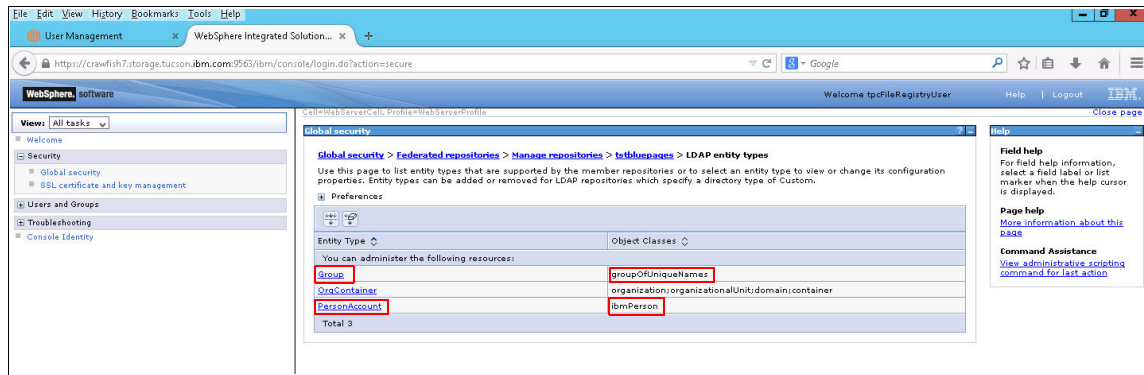 File Edit View History Bookmarks Tools Help
User Management x WebSphere Integrated Solution... x +
https://crawfish7.storage.tucson.ibm.com:9563/ibm/console/login.do?action=secure Google
WebSphere. software Welcome tpcFileRegistryUser Help | Logout IBM.
Cell=WebServerCell, Profile=WebServerProfile Close page
View: All tasks
Welcome
Security
Global security
SSL certificate and key management
Users and Groups
Troubleshooting
Console Identity
Global security ? -
Global security > Federated repositories > Manage repositories > tstbluepages > LDAP entity types
Use this page to list entity types that are supported by the member repositories or to select an entity type to view or change its configuration
properties. Entity types can be added or removed for LDAP repositories which specify a directory type of Custom.
+ Preferences
Entity Type Object Classes
You can administer the following resources:
Group groupOfUniqueNames
OrgContainer organization;organizationalUnit;domain;container
PersonAccount ibmPerson
Total 3
Help -
Field help
For field help information,
select a field label or list
marker when the help cursor
is displayed.
Page help
More information about this
page
Command Assistance
View administrative scripting
command for last action